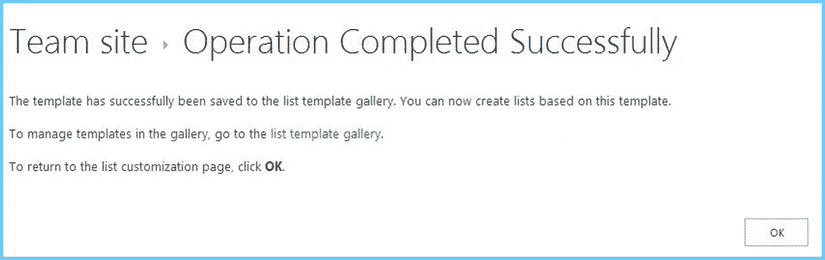 Team site ▸ Operation Completed Successfully
The template has successfully been saved to the list template gallery. You can now create lists based on this template.
To manage templates in the gallery, go to the list template gallery.
To return to the list customization page, click OK.
OK